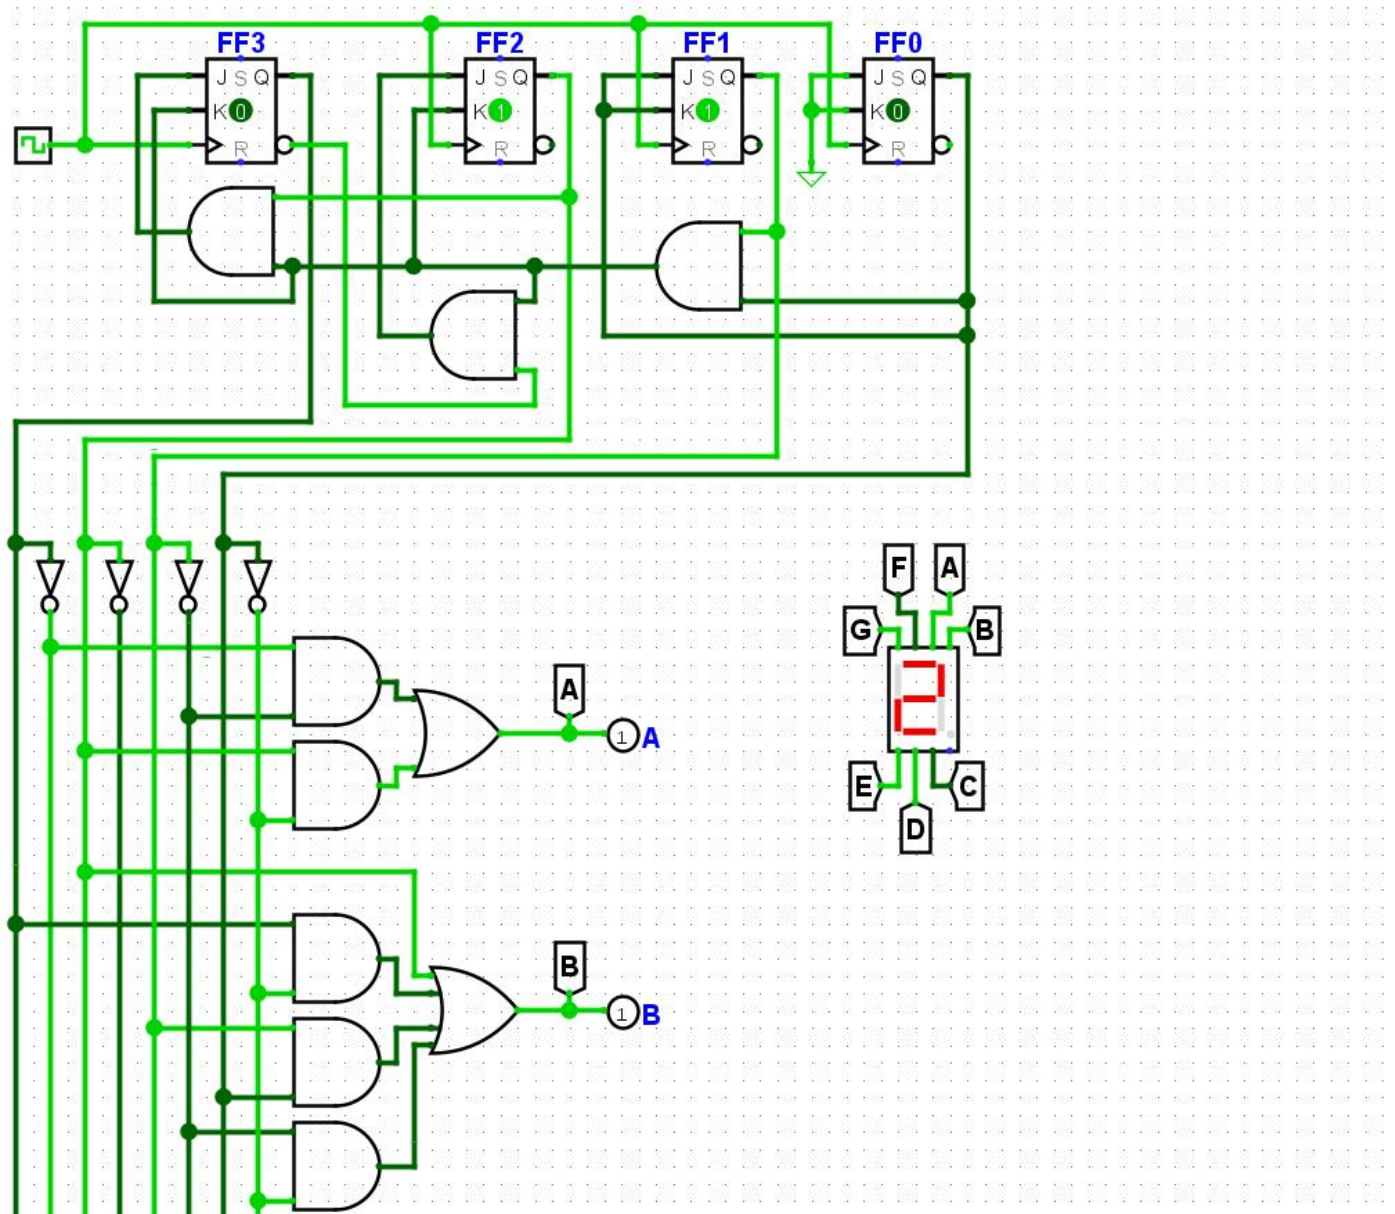 FF3 FF2 FF1 FF0
J S Q J S Q J S Q J S Q
K 0 K 1 K 1 K 0
R R R R
F A
G B
A
1 A
E C
D
B
1 B